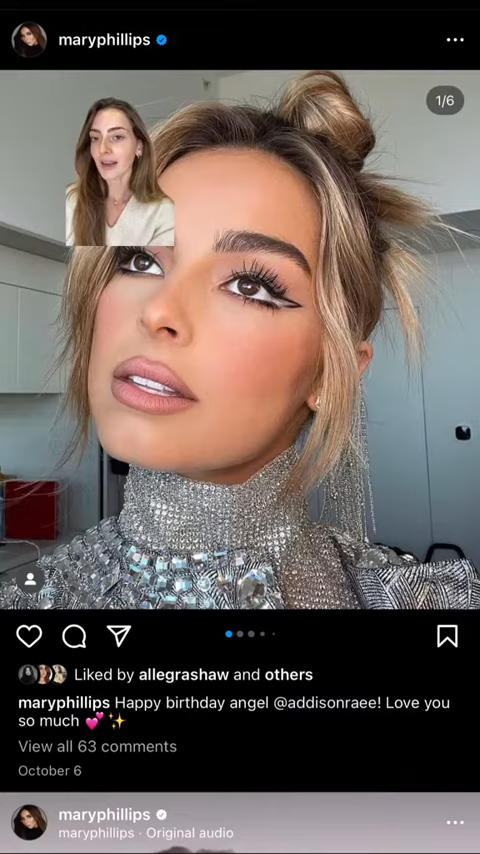 maryphillips
1/6
Liked by allegrashaw and others
maryphillips Happy birthday angel @addisonraee! Love you
so much 💕✨
View all 63 comments
October 6
maryphillips
maryphillips · Original audio